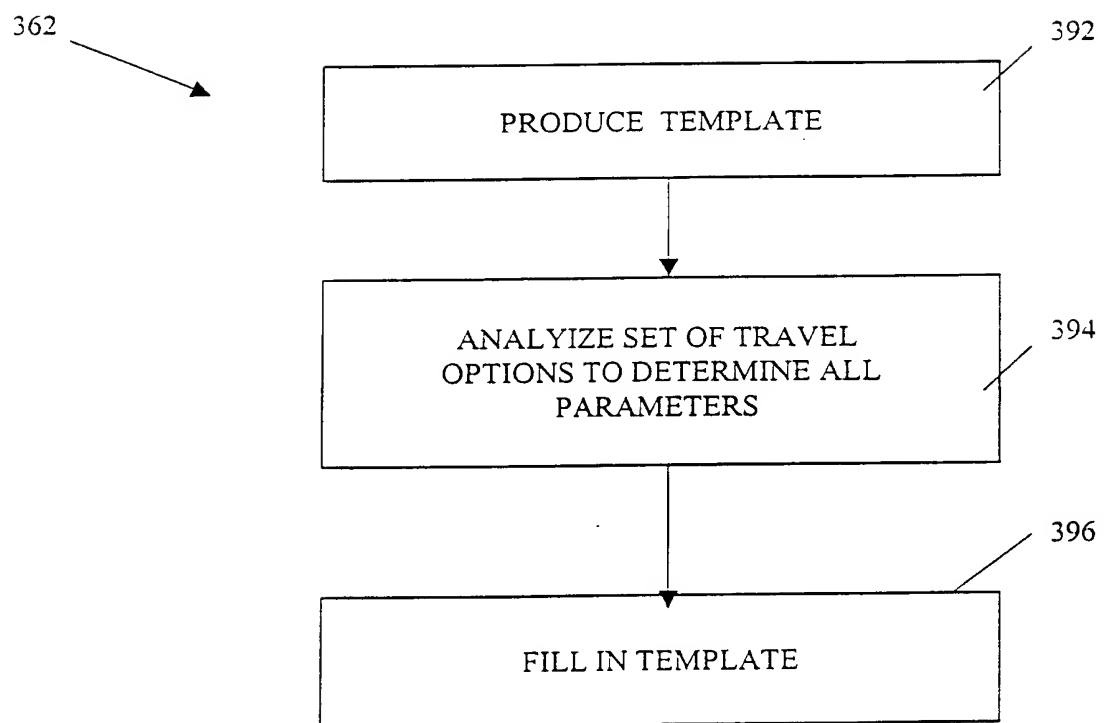 362
392
PRODUCE TEMPLATE
ANALYIZE SET OF TRAVEL
OPTIONS TO DETERMINE ALL
PARAMETERS
394
396
FILL IN TEMPLATE